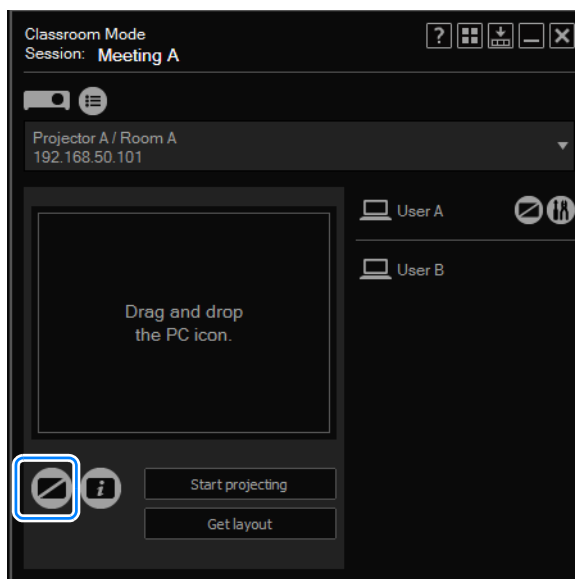 Classroom Mode
Session: Meeting A
?
Projector A / Room A
192.168.50.101
User A
User B
Drag and drop
the PC icon.
i
Start projecting
Get layout